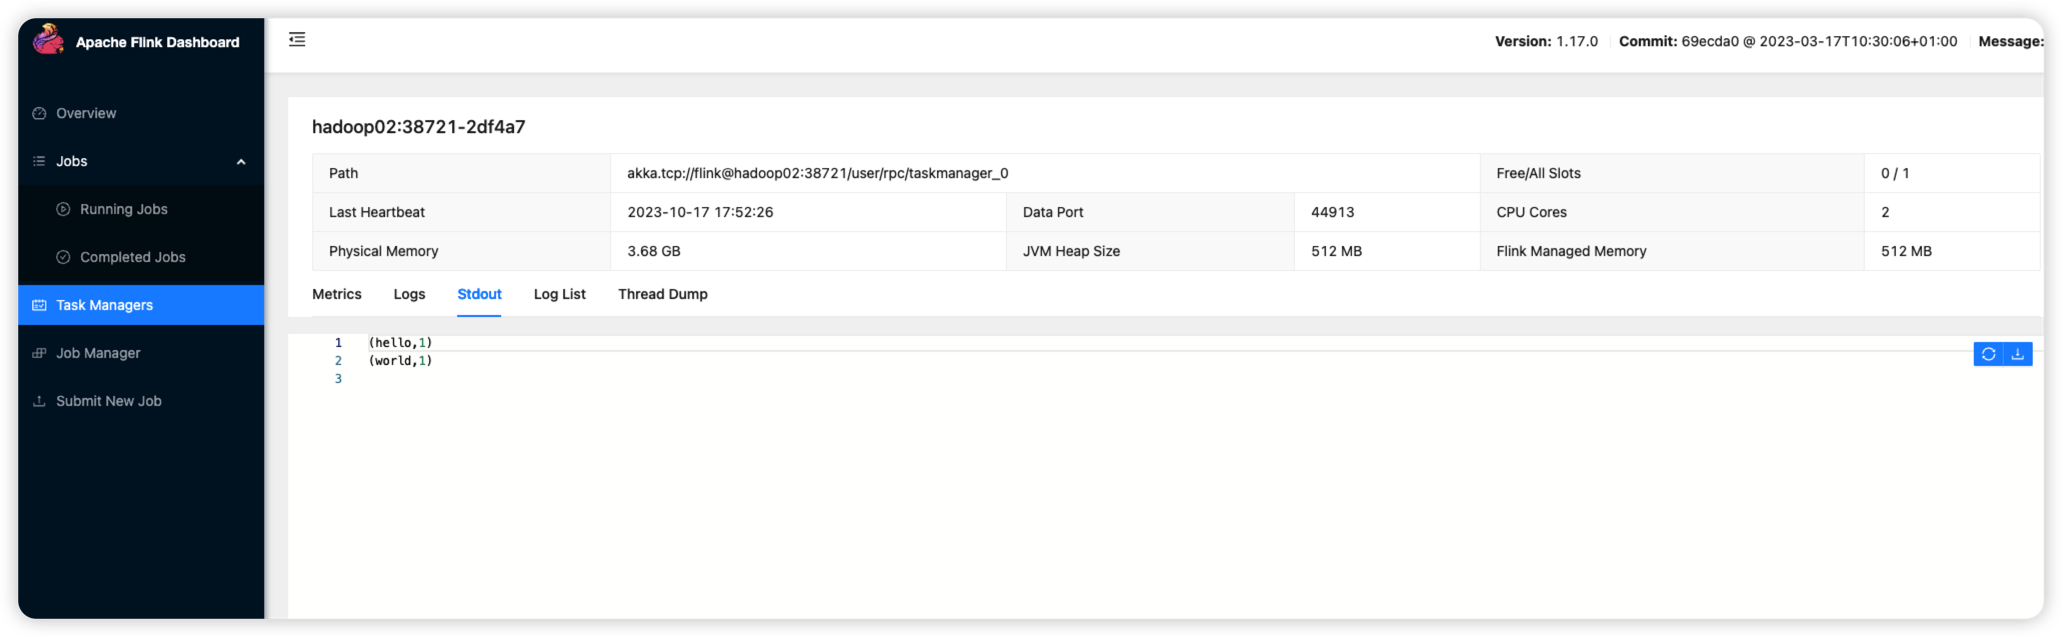 Apache Flink Dashboard
Version: 1.17.0 Commit: 69ecda0 @ 2023-03-17T10:30:06+01:00 Message:
Overview
Jobs
Running Jobs
Completed Jobs
Task Managers
Job Manager
Submit New Job
hadoop02:38721-2df4a7
Path akka.tcp://flink@hadoop02:38721/user/rpc/taskmanager_0 Free/All Slots 0 / 1
Last Heartbeat 2023-10-17 17:52:26 Data Port 44913 CPU Cores 2
Physical Memory 3.68 GB JVM Heap Size 512 MB Flink Managed Memory 512 MB
Metrics Logs Stdout Log List Thread Dump
1 (hello,1)
2 (world,1)
3